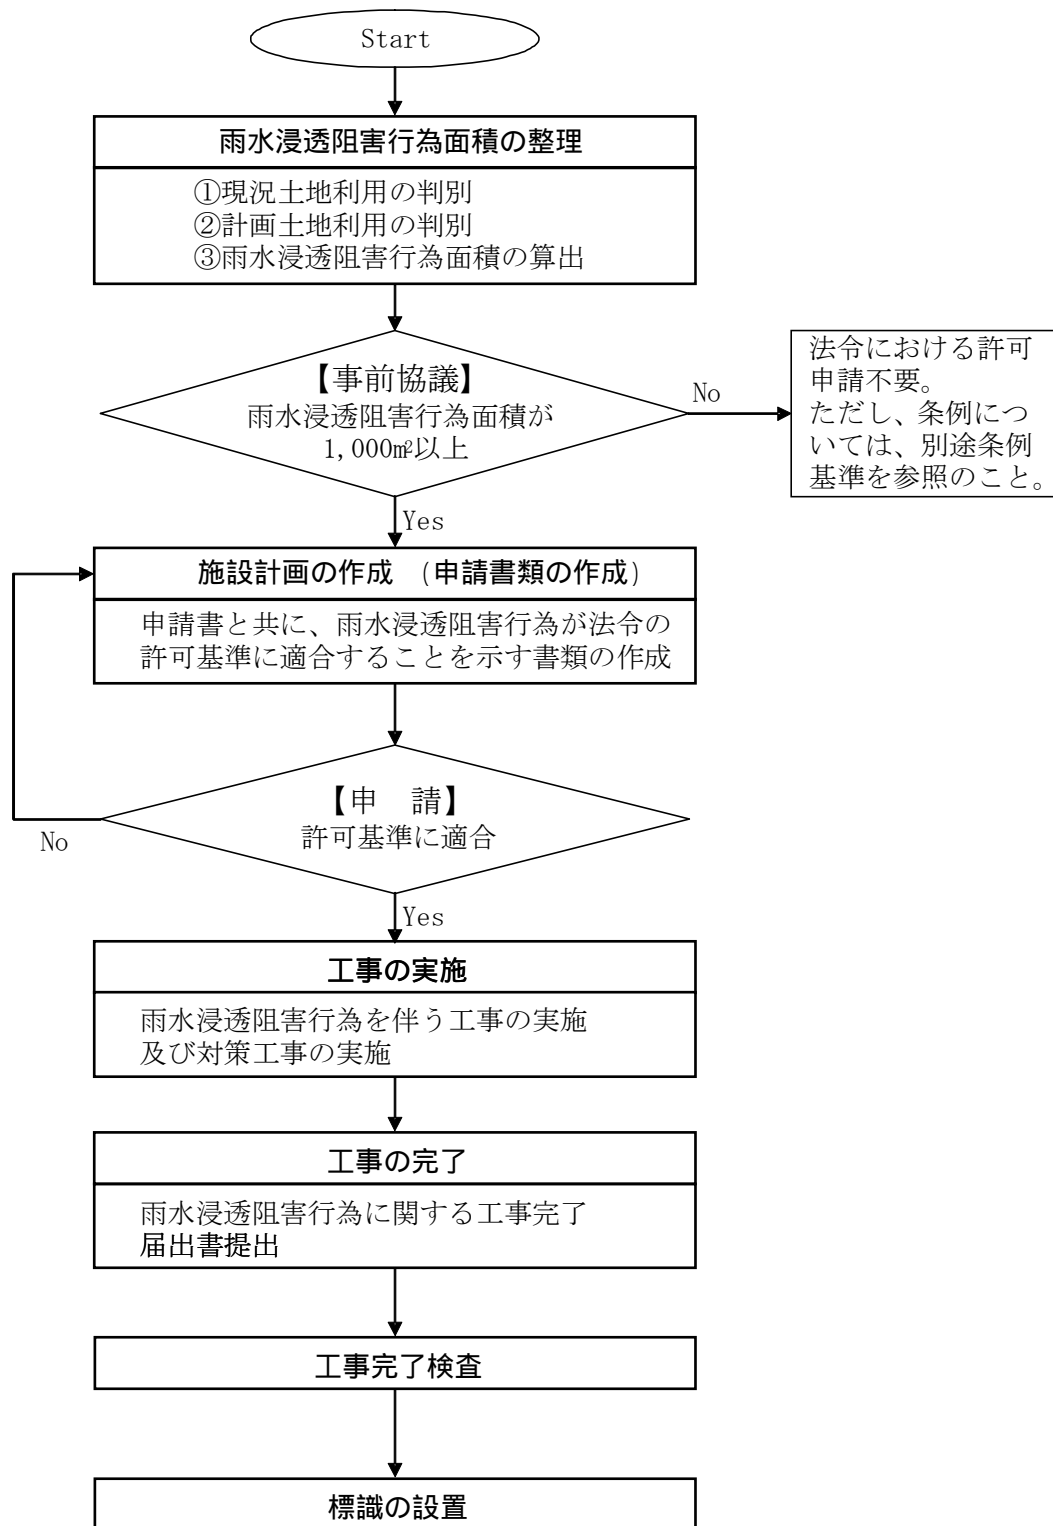 Start
雨水浸透阻害行為面積の整理
①現況土地利用の判別
②計画土地利用の判別
③雨水浸透阻害行為面積の算出
【事前協議】
雨水浸透阻害行為面積が
1,000㎡以上
No
法令における許可
申請不要。
ただし、条例につ
いては、別途条例
基準を参照のこと。
Yes
施設計画の作成 (申請書類の作成)
申請書と共に、雨水浸透阻害行為が法令の
許可基準に適合することを示す書類の作成
【申 請】
許可基準に適合
No
Yes
工事の実施
雨水浸透阻害行為を伴う工事の実施
及び対策工事の実施
工事の完了
雨水浸透阻害行為に関する工事完了
届出書提出
工事完了検査
標識の設置